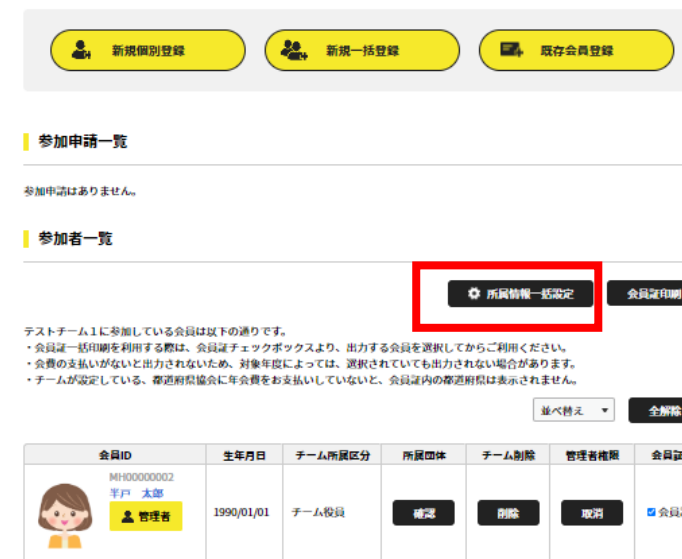 新規個別登録 新規一括登録 既存会員登録
参加申請一覧
参加申請はありません。
参加者一覧
所属情報一括設定 会員証印刷
テストチーム１に参加している会員は以下の通りです。
・会員証一括印刷を利用する際は、会員証チェックボックスより、出力する会員を選択してからご利用ください。
・会費の支払いがないと出力されないため、対象年度によっては、選択されていても出力されない場合があります。
・チームが設定している、都道府県協会に年会費をお支払いしていないと、会員証内の都道府県は表示されません。
並べ替え 全解除
会員ID 生年月日 チーム所属区分 所属団体 チーム削除 管理者権限 会員証
MH00000002
半戸 太郎
管理者 1990/01/01 チーム役員 確認 削除 取消 会員